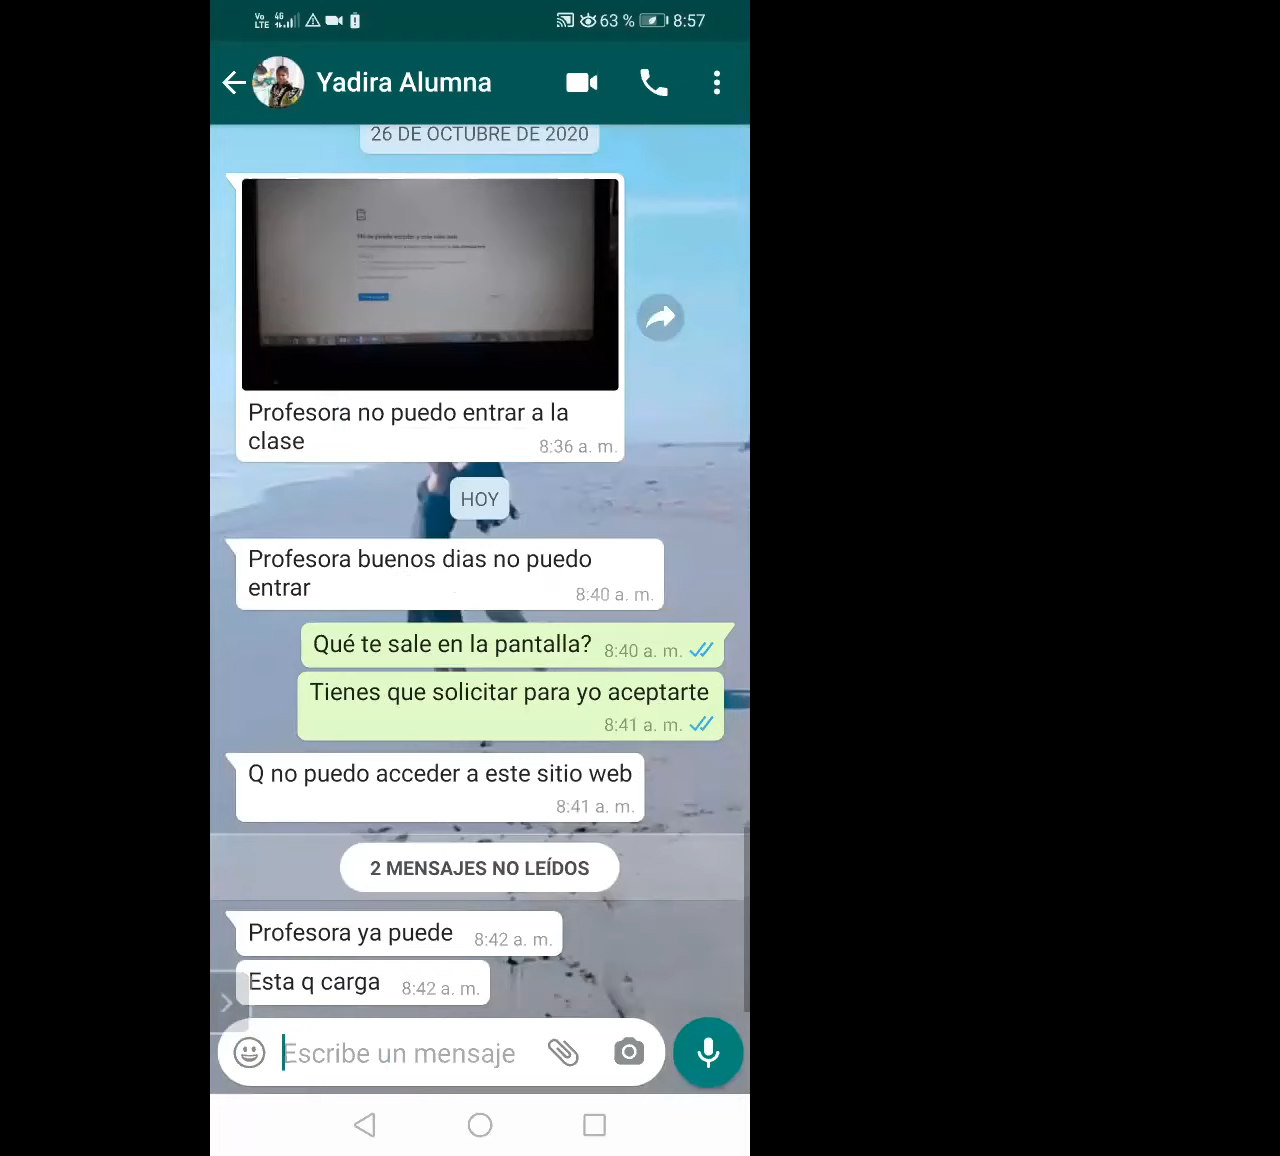 Vo LTE 4G 63 % 8:57
Yadira Alumna
26 DE OCTUBRE DE 2020
Profesora no puedo entrar a la
clase 8:36 a. m.
HOY
Profesora buenos dias no puedo
entrar 8:40 a. m.
Qué te sale en la pantalla? 8:40 a. m.
Tienes que solicitar para yo aceptarte
8:41 a. m.
Q no puedo acceder a este sitio web
8:41 a. m.
2 MENSAJES NO LEÍDOS
Profesora ya puede 8:42 a. m.
Esta q carga 8:42 a. m.
Escribe un mensaje